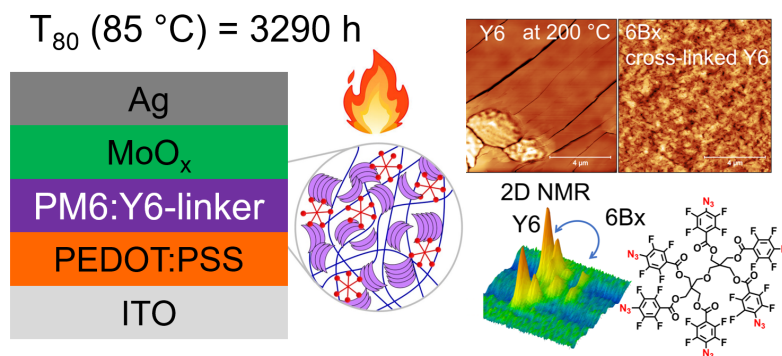 T₈₀ (85 °C) = 3290 h
Ag
MoOₓ
PM6:Y6-linker
PEDOT:PSS
ITO
Y6 at 200 °C
4 µm
6Bx
cross-linked Y6
4 µm
2D NMR
Y6
6Bx
N₃
N₃
N₃
N₃
N₃